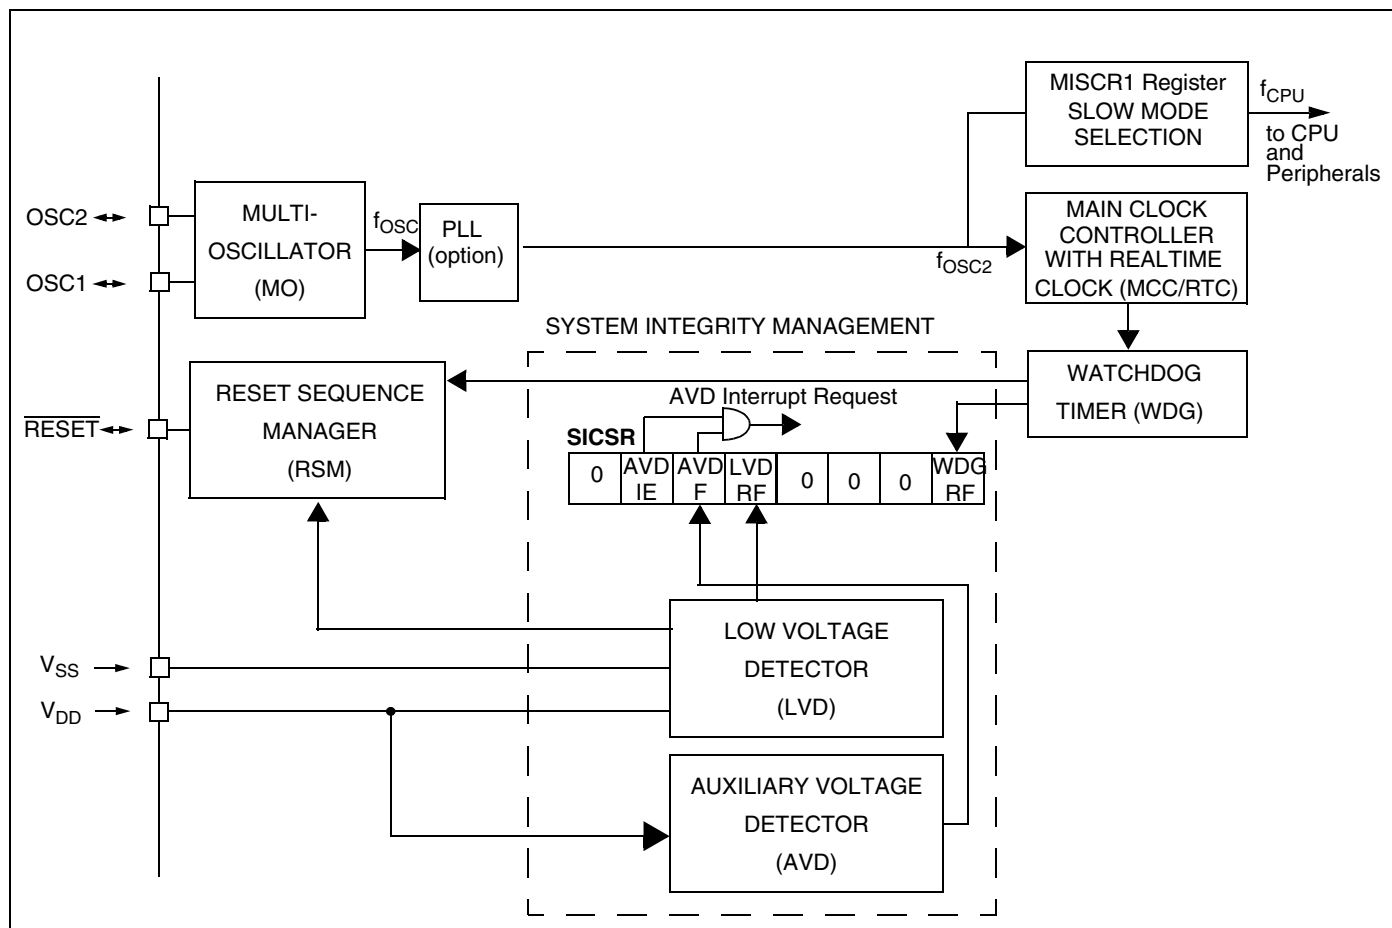 MISCR1 Register
SLOW MODE
SELECTION
fCPU
to CPU
and
Peripherals
OSC2
OSC1
MULTI-
OSCILLATOR
(MO)
fOSC
PLL
(option)
fOSC2
MAIN CLOCK
CONTROLLER
WITH REALTIME
CLOCK (MCC/RTC)
SYSTEM INTEGRITY MANAGEMENT
RESET
RESET SEQUENCE
MANAGER
(RSM)
AVD Interrupt Request
WATCHDOG
TIMER (WDG)
SICSR
0
AVD
IE
AVD
F
LVD
RF
0
0
0
WDG
RF
VSS
VDD
LOW VOLTAGE
DETECTOR
(LVD)
AUXILIARY VOLTAGE
DETECTOR
(AVD)